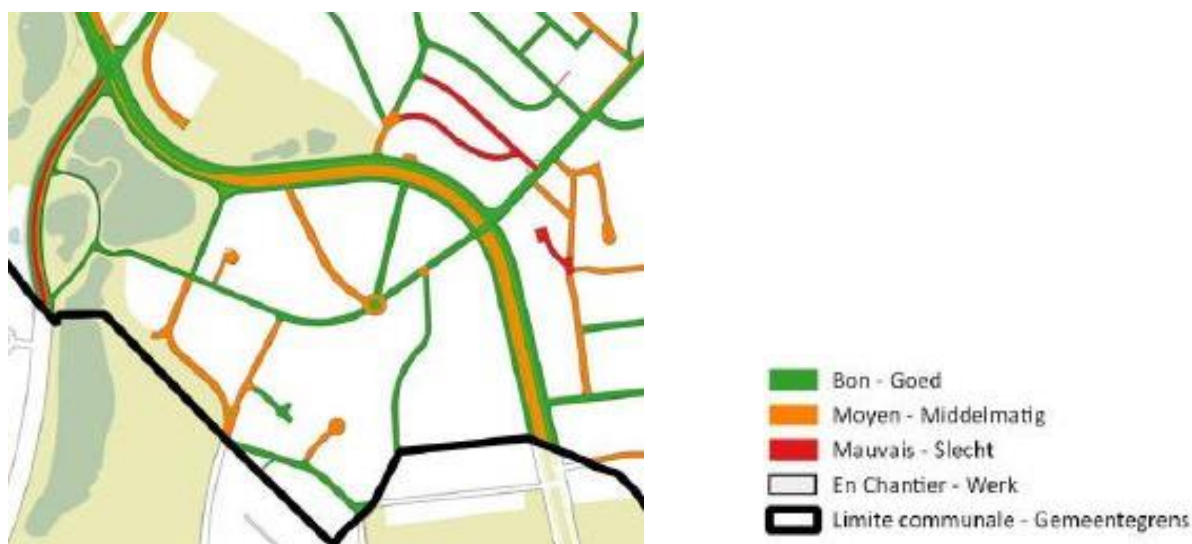 Bon - Goed
Moyen - Middelmatig
Mauvais - Slecht
En Chantier - Werk
Limite communale - Gemeentegrens